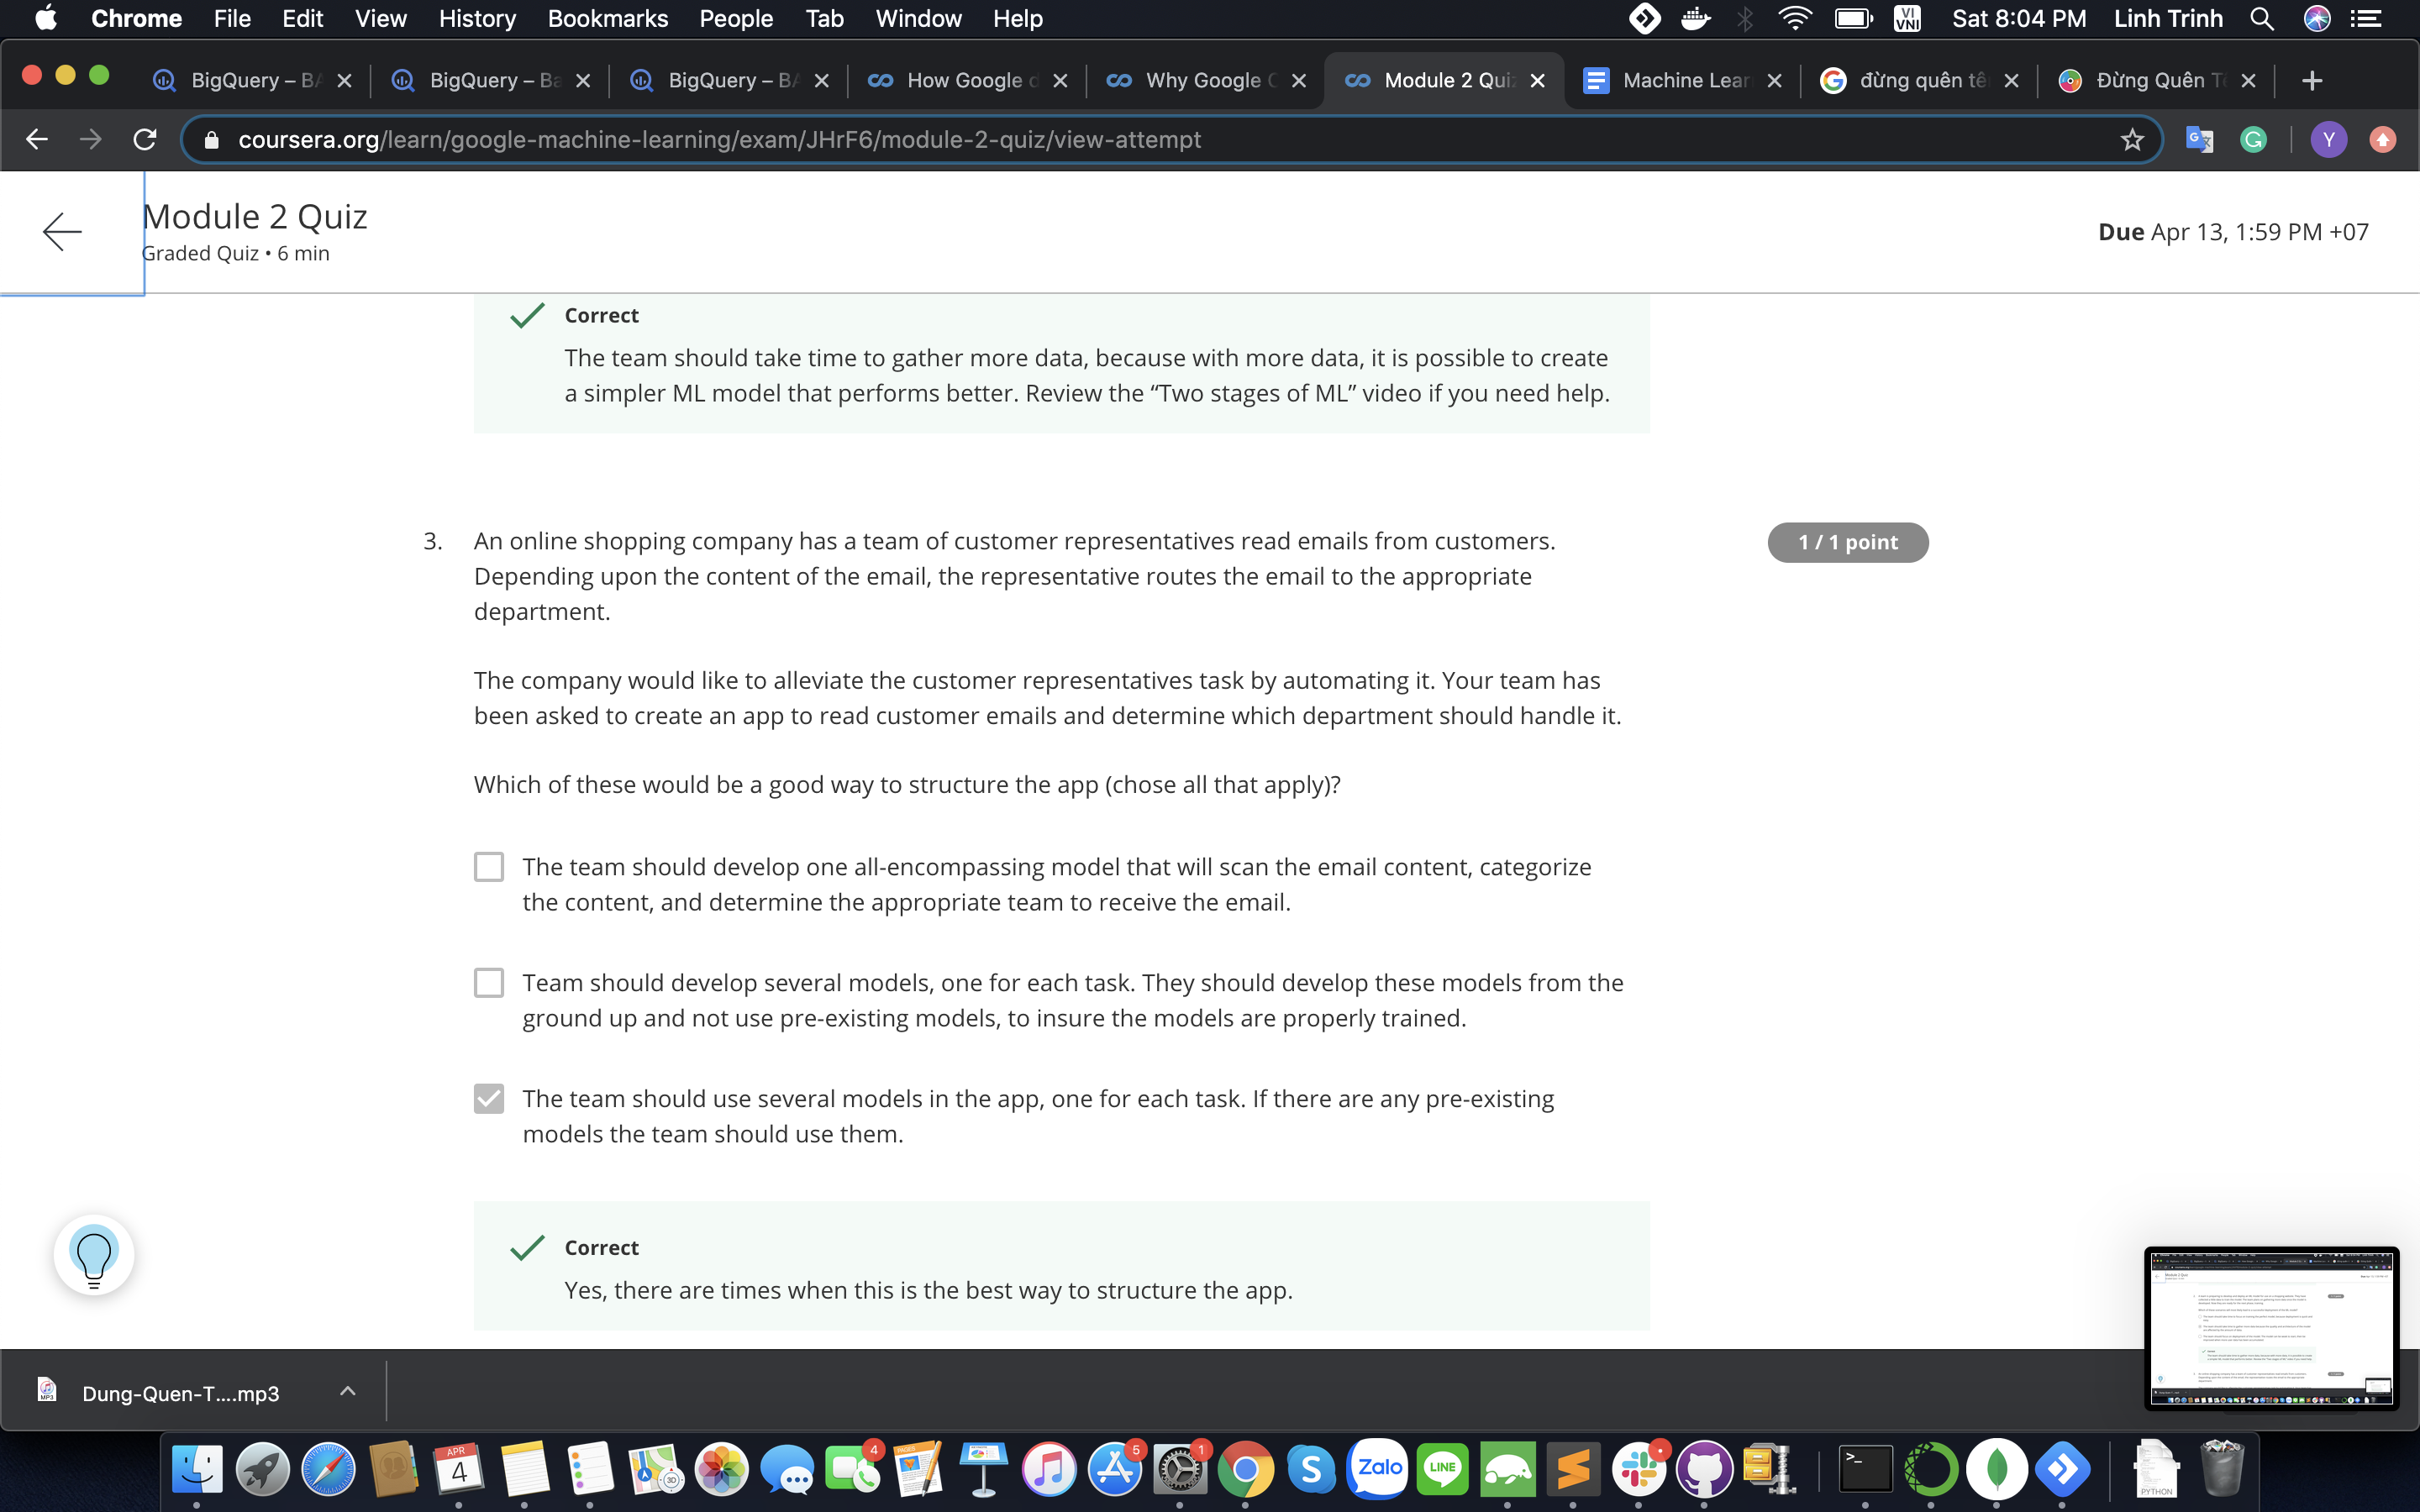 Chrome File Edit View History Bookmarks People Tab Window Help VI VNI Sat 8:04 PM Linh Trinh
BigQuery – BA BigQuery – Ba BigQuery – BA How Google d Why Google C Module 2 Quiz Machine Lear đừng quên tê Đừng Quên T
coursera.org/learn/google-machine-learning/exam/JHrF6/module-2-quiz/view-attempt Y
Module 2 Quiz
Graded Quiz • 6 min
Due Apr 13, 1:59 PM +07
Correct
The team should take time to gather more data, because with more data, it is possible to create
a simpler ML model that performs better. Review the “Two stages of ML” video if you need help.
3. An online shopping company has a team of customer representatives read emails from customers.
1 / 1 point
Depending upon the content of the email, the representative routes the email to the appropriate
department.
The company would like to alleviate the customer representatives task by automating it. Your team has
been asked to create an app to read customer emails and determine which department should handle it.
Which of these would be a good way to structure the app (chose all that apply)?
The team should develop one all-encompassing model that will scan the email content, categorize
the content, and determine the appropriate team to receive the email.
Team should develop several models, one for each task. They should develop these models from the
ground up and not use pre-existing models, to insure the models are properly trained.
The team should use several models in the app, one for each task. If there are any pre-existing
models the team should use them.
Correct
Yes, there are times when this is the best way to structure the app.
Dung-Quen-T....mp3
APR 4 3D 4 PAGES 5 1 S Zalo LINE >_ PYTHON